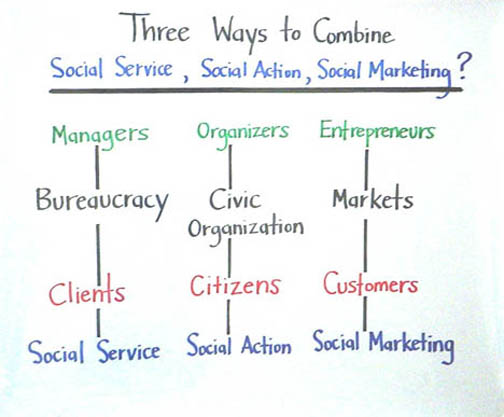 Three Ways to Combine
Social Service, Social Action, Social Marketing?
Managers Organizers Entrepreneurs
Bureaucracy Civic Organization Markets
Clients Citizens Customers
Social Service Social Action Social Marketing